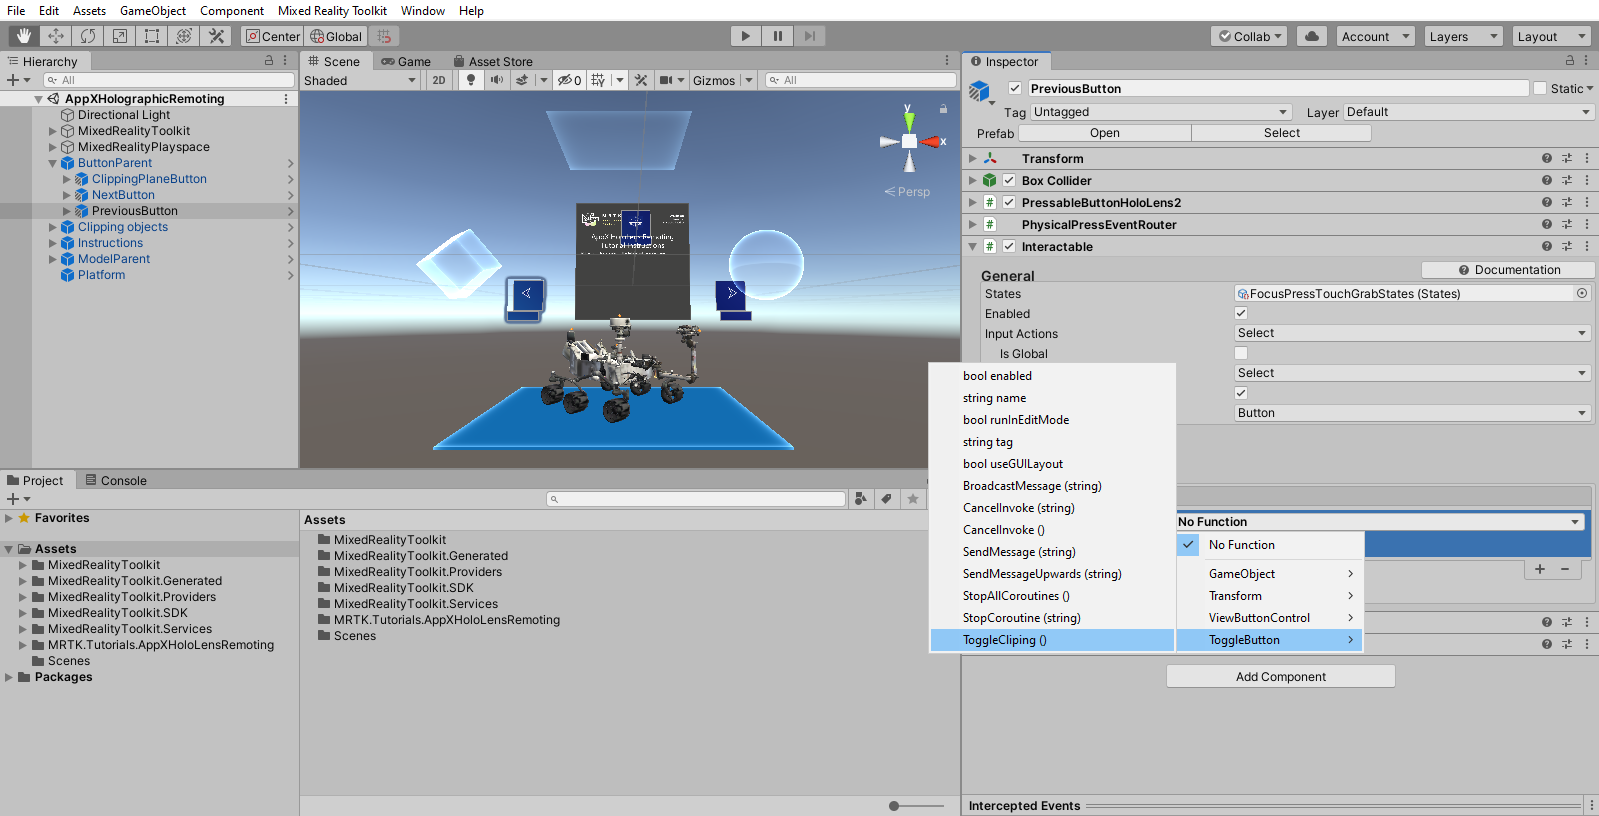 File Edit Assets GameObject Component Mixed Reality Toolkit Window Help
Center Global Collab Account Layers Layout
Hierarchy
All
AppXHolographicRemoting
Directional Light
MixedRealityToolkit
MixedRealityPlayspace
ButtonParent
ClippingPlaneButton
NextButton
PreviousButton
Clipping objects
Instructions
ModelParent
Platform
Scene Game Asset Store
Shaded 2D 0 Gizmos All
y
x
Persp
MRTK
AppX HoloLens Remoting
Tutorial Instructions
Inspector
PreviousButton Static
Tag Untagged Layer Default
Prefab Open Select
Transform
Box Collider
PressableButtonHoloLens2
PhysicalPressEventRouter
Interactable
General Documentation
States FocusPressTouchGrabStates (States)
Enabled
Input Actions Select
Is Global
Select
Button
No Function
No Function
GameObject
Transform
ViewButtonControl
ToggleButton
bool enabled
string name
bool runInEditMode
string tag
bool useGUILayout
BroadcastMessage (string)
CancelInvoke (string)
CancelInvoke ()
SendMessage (string)
SendMessageUpwards (string)
StopAllCoroutines ()
StopCoroutine (string)
ToggleCliping ()
Add Component
Intercepted Events
Project Console
Favorites
Assets
MixedRealityToolkit
MixedRealityToolkit.Generated
MixedRealityToolkit.Providers
MixedRealityToolkit.SDK
MixedRealityToolkit.Services
MRTK.Tutorials.AppXHoloLensRemoting
Scenes
Packages
Assets
MixedRealityToolkit
MixedRealityToolkit.Generated
MixedRealityToolkit.Providers
MixedRealityToolkit.SDK
MixedRealityToolkit.Services
MRTK.Tutorials.AppXHoloLensRemoting
Scenes